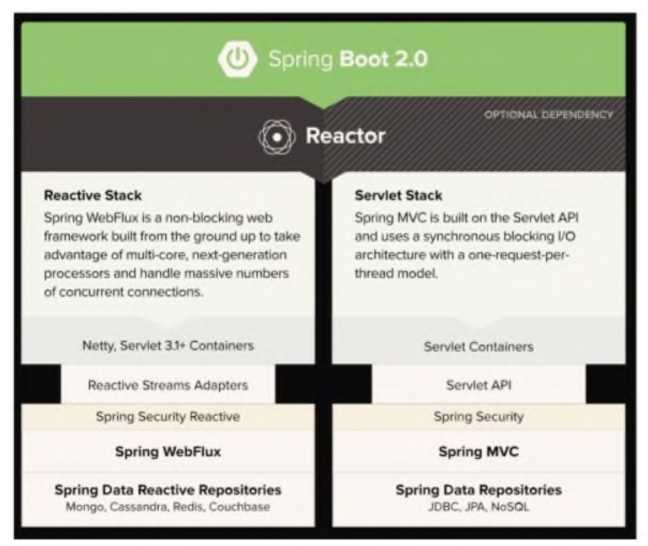 Spring Boot 2.0
OPTIONAL DEPENDENCY
Reactor
Reactive Stack
Spring WebFlux is a non-blocking web
framework built from the ground up to take
advantage of multi-core, next-generation
processors and handle massive numbers
of concurrent connections.
Netty, Servlet 3.1+ Containers
Reactive Streams Adapters
Spring Security Reactive
Spring WebFlux
Spring Data Reactive Repositories
Mongo, Cassandra, Redis, Couchbase
Servlet Stack
Spring MVC is built on the Servlet API
and uses a synchronous blocking I/O
architecture with a one-request-per-
thread model.
Servlet Containers
Servlet API
Spring Security
Spring MVC
Spring Data Repositories
JDBC, JPA, NoSQL